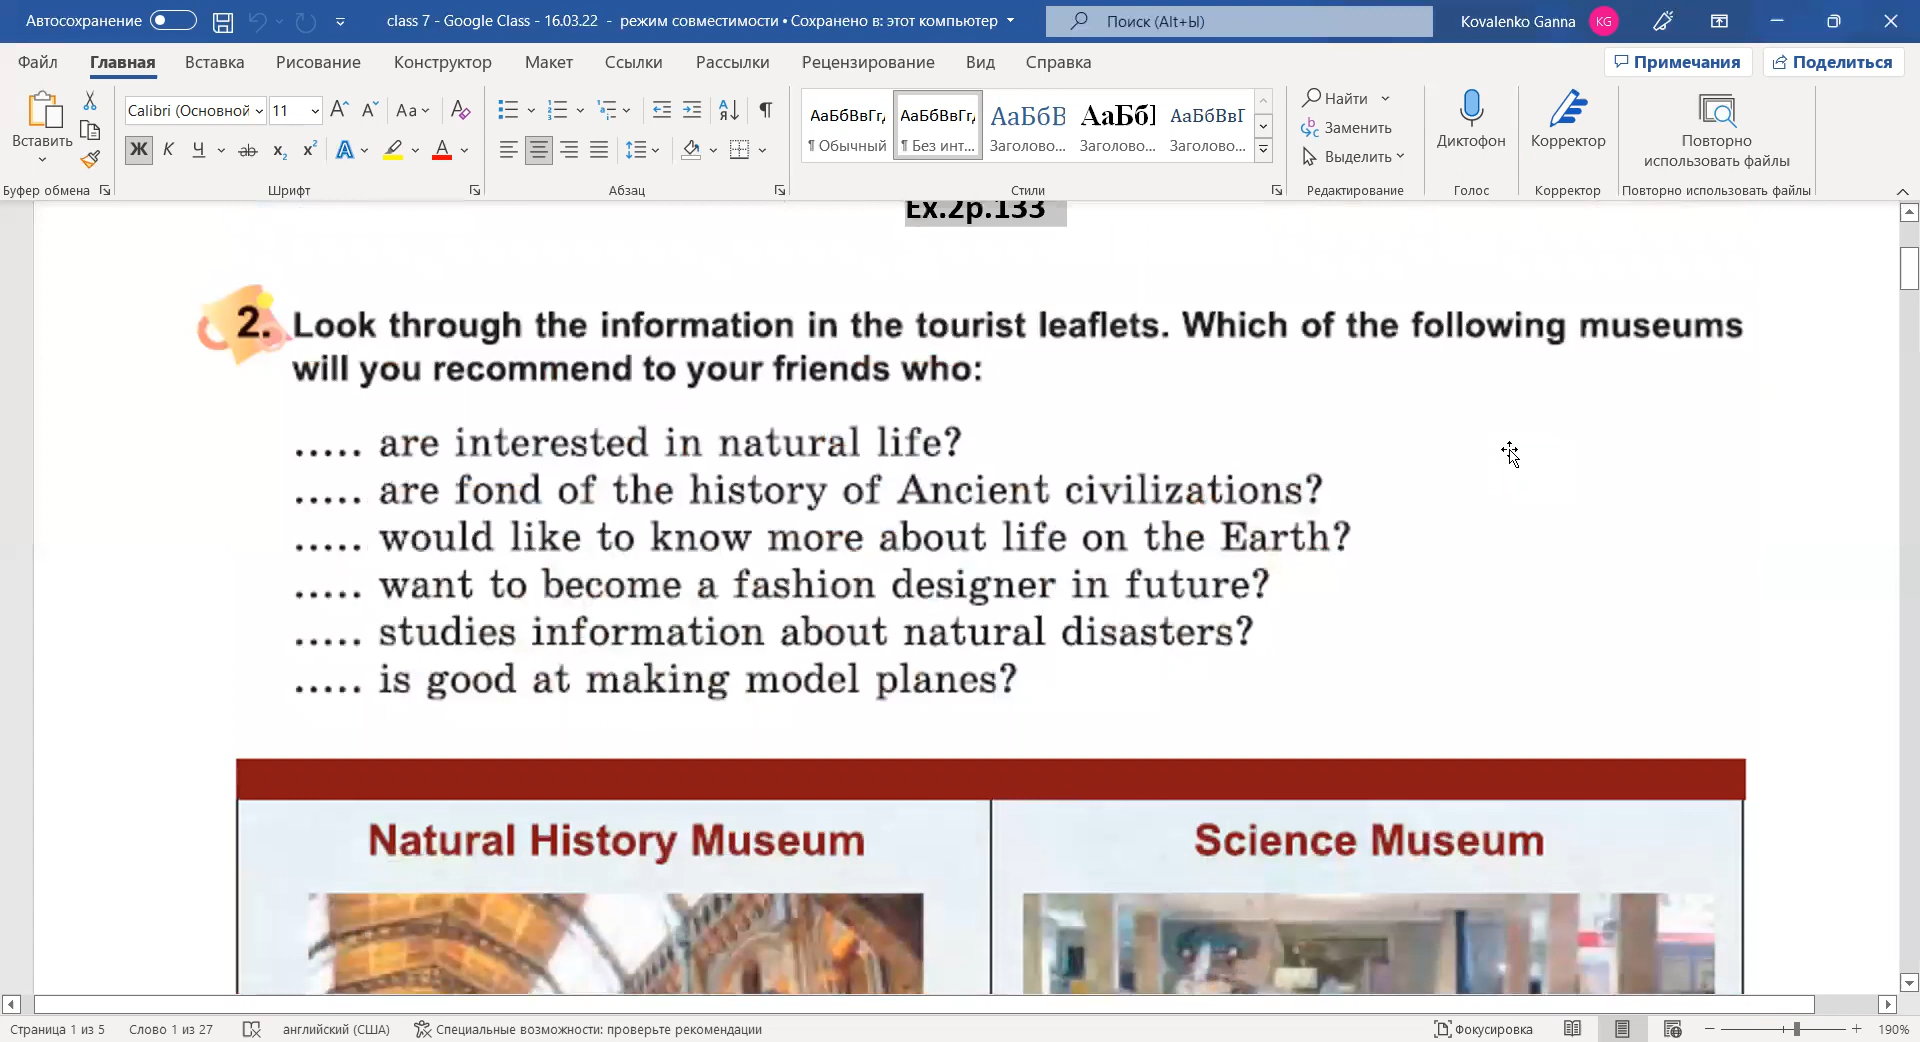 Автосохранение
class 7 - Google Class - 16.03.22 - режим совместимости • Сохранено в: этот компьютер
Поиск (Alt+Ы)
Kovalenko Ganna KG
Файл Главная Вставка Рисование Конструктор Макет Ссылки Рассылки Рецензирование Вид Справка
Примечания Поделиться
Calibri (Основной 11
Вставить
Ж К Ч
АаБбВвГг, АаБбВвГг, АаБбВ АаБб] АаБбВвІ
¶ Обычный ¶ Без инт... Заголово... Заголово... Заголово...
Найти
Заменить
Выделить
Диктофон
Корректор
Повторно
использовать файлы
Буфер обмена Шрифт Абзац Стили Редактирование Голос Корректор Повторно использовать файлы
Ex.2p.133
2. Look through the information in the tourist leaflets. Which of the following museums
will you recommend to your friends who:
..... are interested in natural life?
..... are fond of the history of Ancient civilizations?
..... would like to know more about life on the Earth?
..... want to become a fashion designer in future?
..... studies information about natural disasters?
..... is good at making model planes?
Natural History Museum Science Museum
Страница 1 из 5 Слово 1 из 27 английский (США) Специальные возможности: проверьте рекомендации Фокусировка 190%